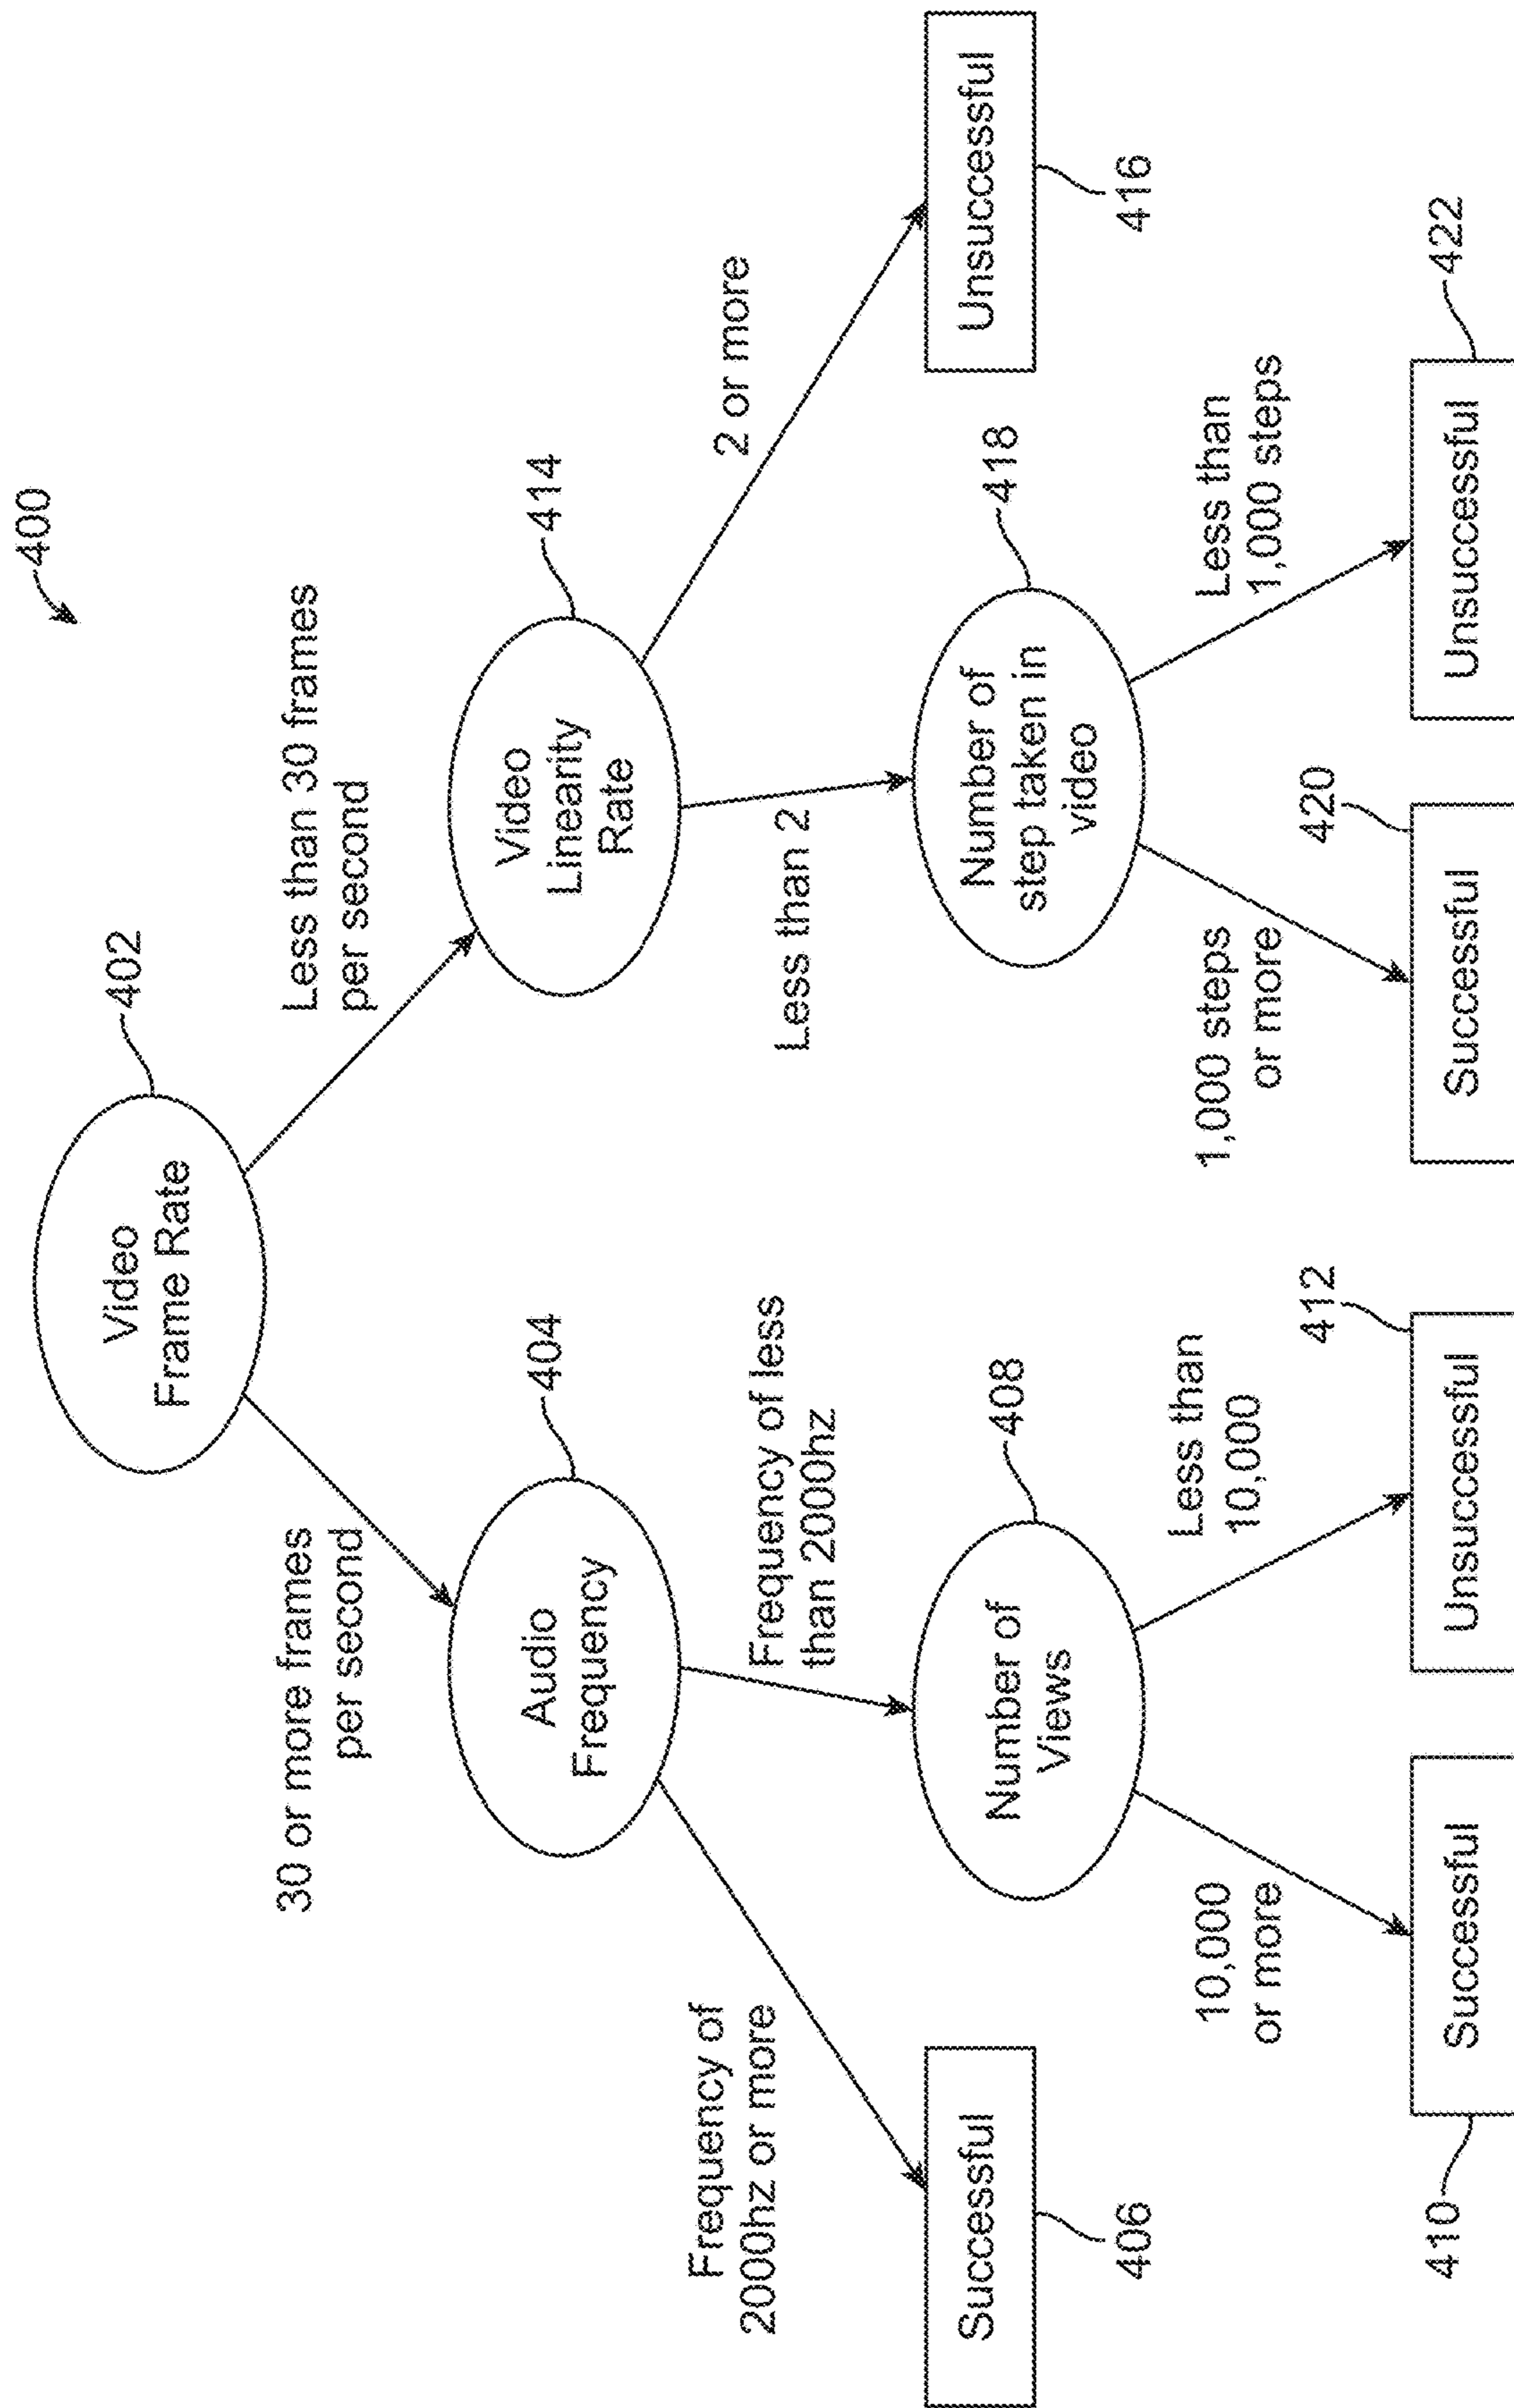 400
Video
Frame Rate
402
30 or more frames
per second
Less than 30 frames
per second
Audio
Frequency
404
Video
Linearity
Rate
414
Frequency of
2000hz or more
Frequency of less
than 2000hz
Less than 2
2 or more
Successful
406
Number of
Views
408
Number of
step taken in
video
418
Unsuccessful
416
10,000
or more
Less than
10,000
1,000 steps
or more
Less than
1,000 steps
410
Successful
412
Unsuccessful
420
Successful
422
Unsuccessful